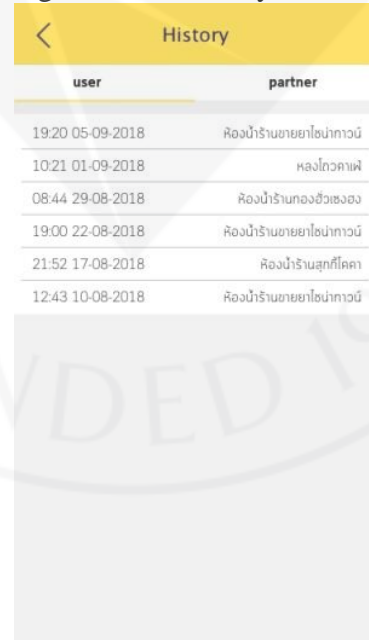 History
user partner
19:20 05-09-2018 ห้องน้ำร้านขายยาไชน่าทาวน์
10:21 01-09-2018 หลงโถวคาเฟ่
08:44 29-08-2018 ห้องน้ำร้านทองฮั่วเซงฮง
19:00 22-08-2018 ห้องน้ำร้านขายยาไชน่าทาวน์
21:52 17-08-2018 ห้องน้ำร้านสุกกี้โคคา
12:43 10-08-2018 ห้องน้ำร้านขายยาไชน่าทาวน์